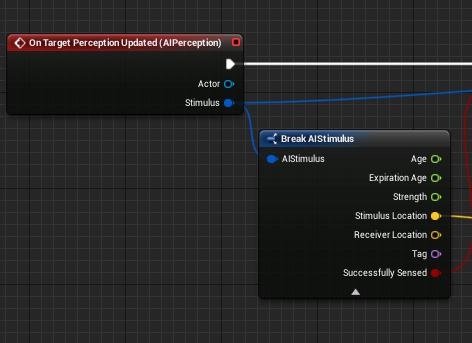 On Target Perception Updated (AIPerception)
Actor
Stimulus
Break AIStimulus
AIStimulus
Age
Expiration Age
Strength
Stimulus Location
Receiver Location
Tag
Successfully Sensed